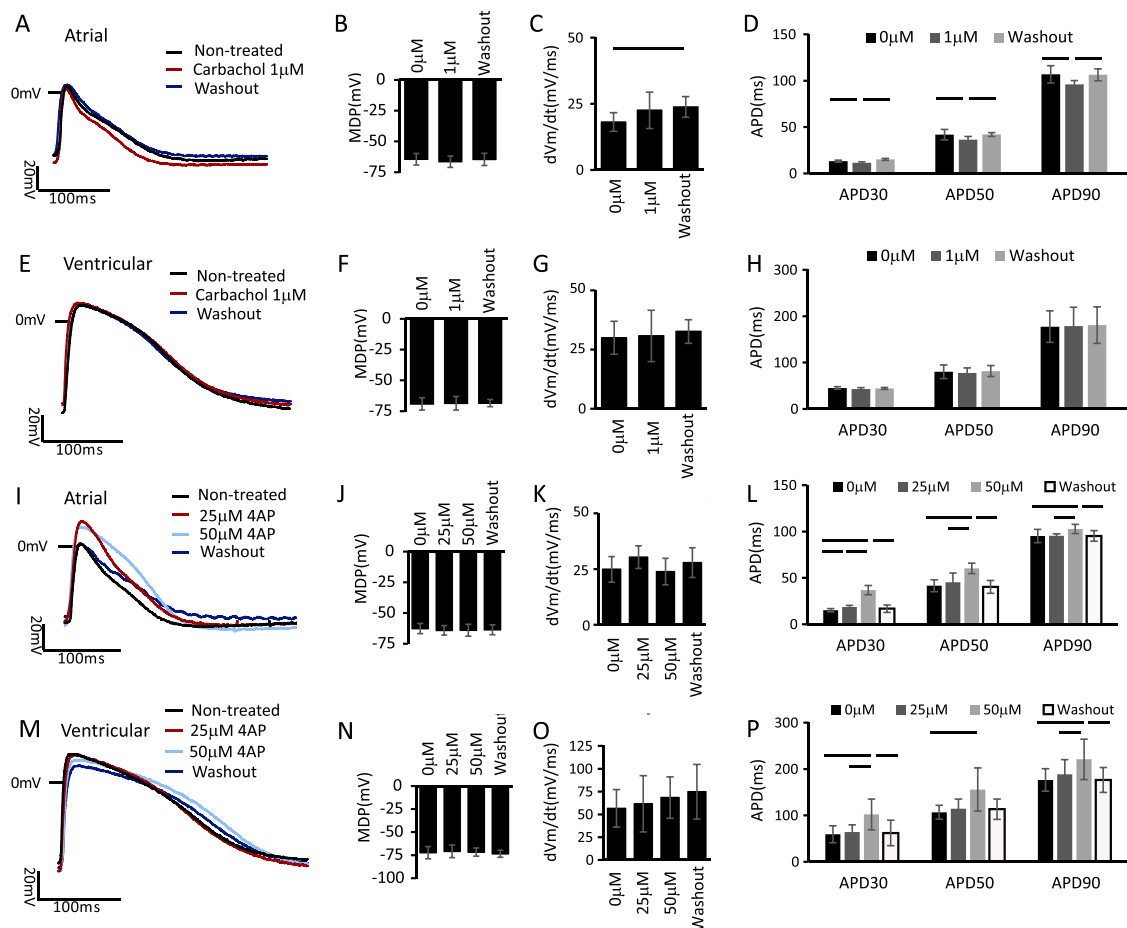 A
Atrial
Non-treated
Carbachol 1µM
Washout
0mV
20mV
100ms
B
0µM
1µM
Washout
MDP(mV)
0
-25
-50
-75
C
dVm/dt(mV/ms)
50
25
0
0µM
1µM
Washout
D
0µM 1µM Washout
APD(ms)
150
100
50
0
APD30 APD50 APD90
E
Ventricular
Non-treated
Carbachol 1µM
Washout
0mV
20mV
100ms
F
0µM
1µM
Washout
MDP(mV)
0
-25
-50
-75
G
dVm/dt(mV/ms)
50
25
0
0µM
1µM
Washout
H
0µM 1µM Washout
APD(ms)
300
200
100
0
APD30 APD50 APD90
I
Atrial
Non-treated
25µM 4AP
50µM 4AP
Washout
0mV
20mV
100ms
J
0µM
25µM
50µM
Washout
MDP(mV)
0
-25
-50
-75
K
dVm/dt(mV/ms)
50
25
0
0µM
25µM
50µM
Washout
L
0µM 25µM 50µM Washout
APD(ms)
150
100
50
0
APD30 APD50 APD90
M
Ventricular
Non-treated
25µM 4AP
50µM 4AP
Washout
0mV
20mV
100ms
N
0µM
25µM
50µM
Washout
MDP(mV)
0
-25
-50
-75
-100
O
dVm/dt(mV/ms)
125
100
75
50
25
0
0µM
25µM
50µM
Washout
P
0µM 25µM 50µM Washout
APD(ms)
300
200
100
0
APD30 APD50 APD90